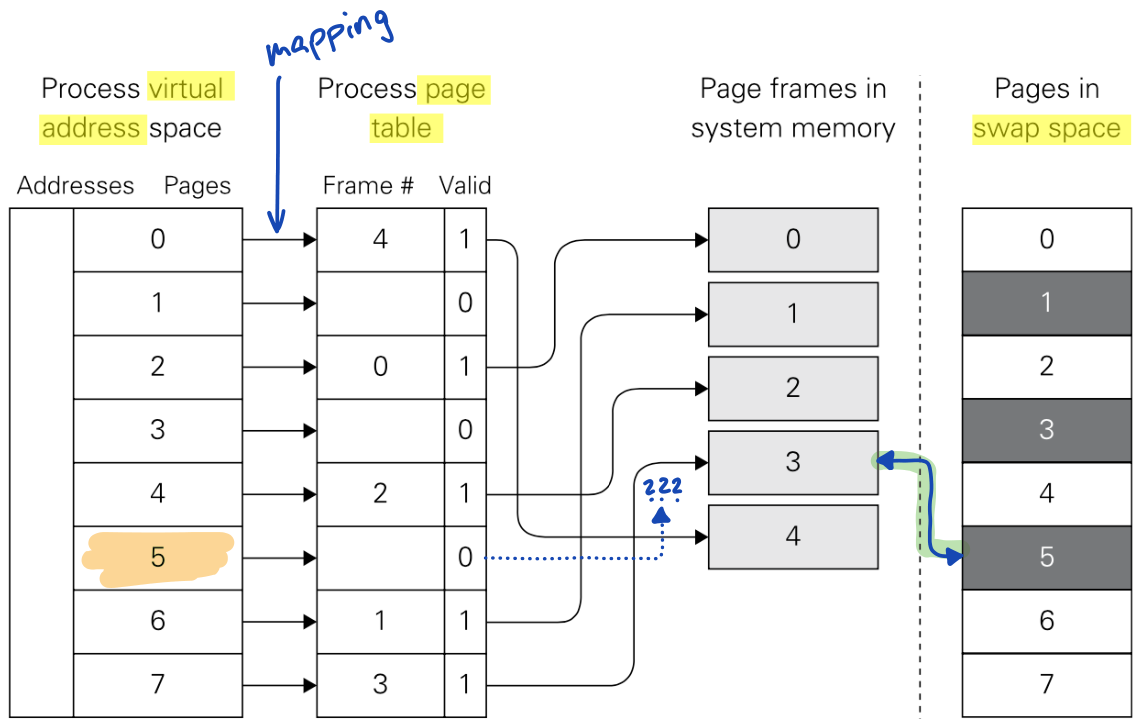 mapping
Process virtual
address space
Process page
table
Page frames in
system memory
Pages in
swap space
Addresses Pages
Frame # Valid
0 4 1 0 0
1 0 1 1
2 0 1 2 2
3 0 3 3
4 2 1 4 4
5 0 5
6 1 1 6
7 3 1 7